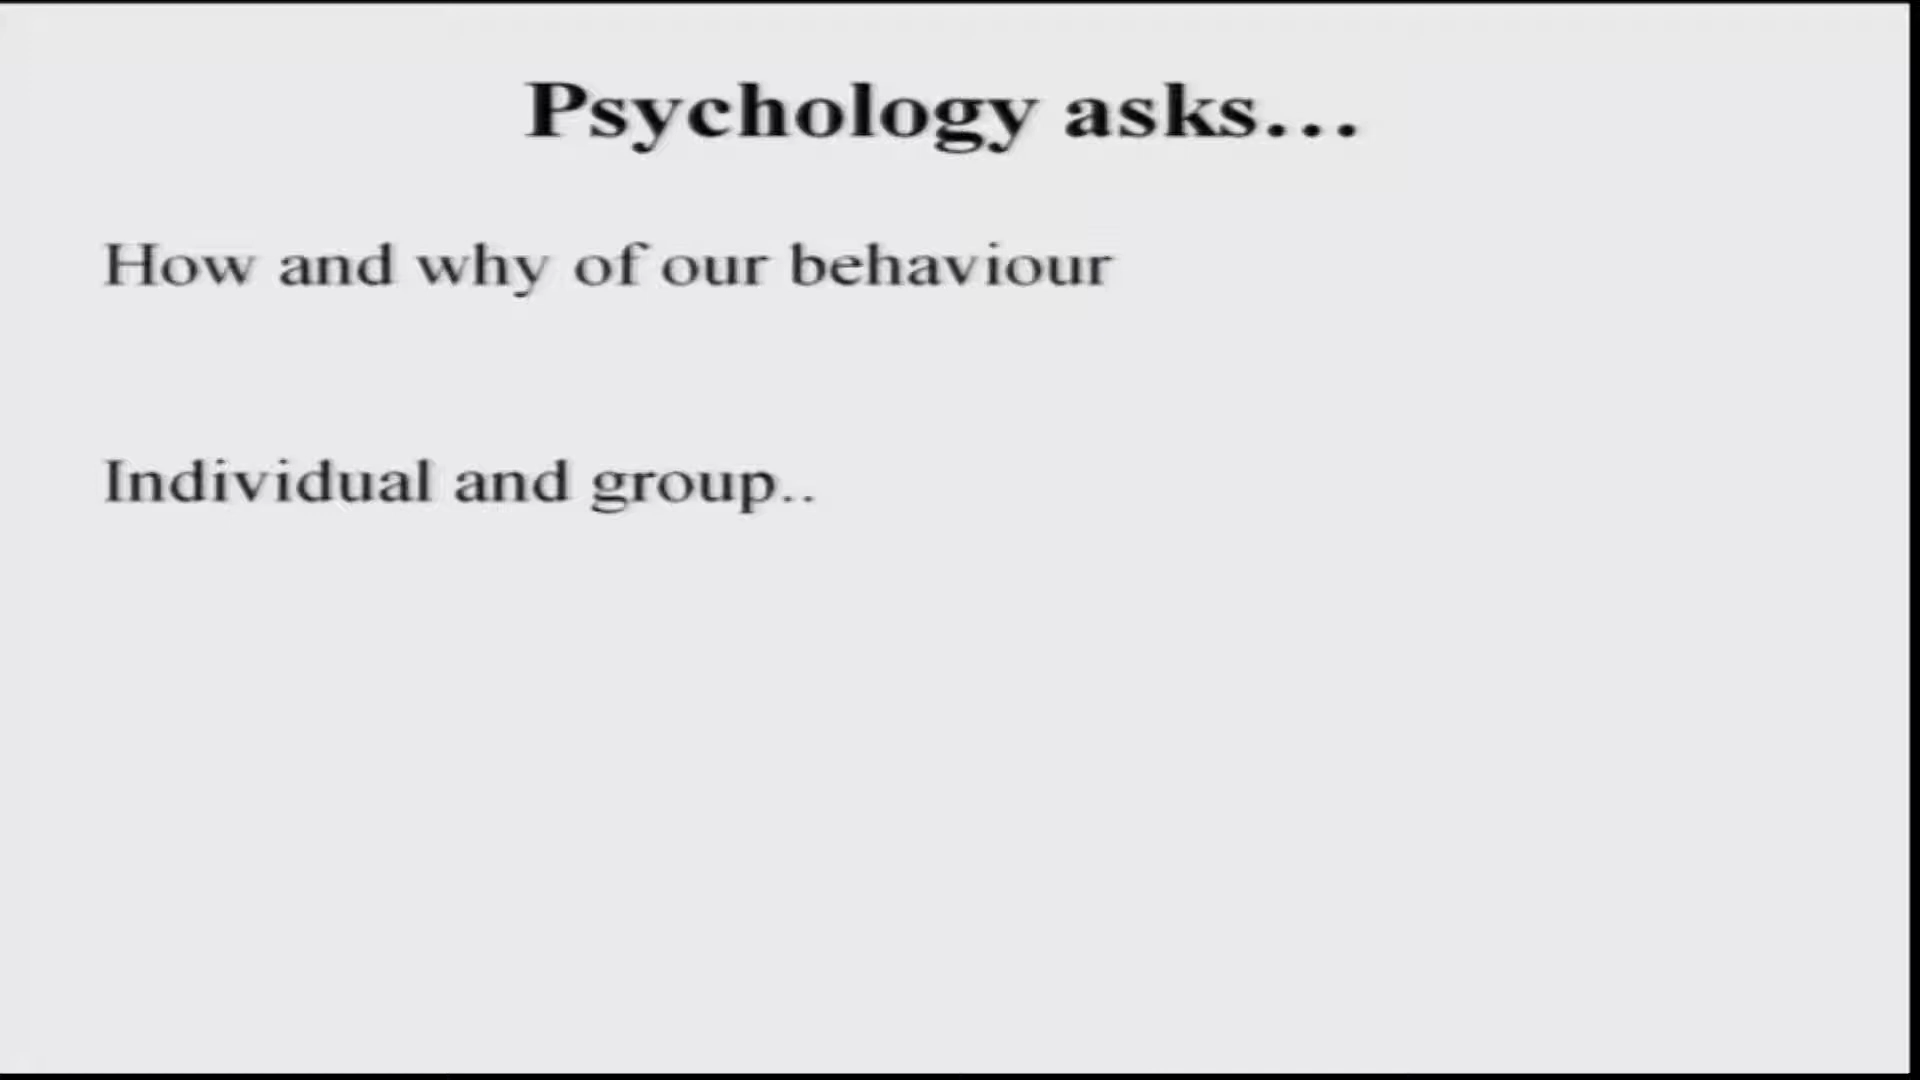 Psychology asks...
How and why of our behaviour
Individual and group..